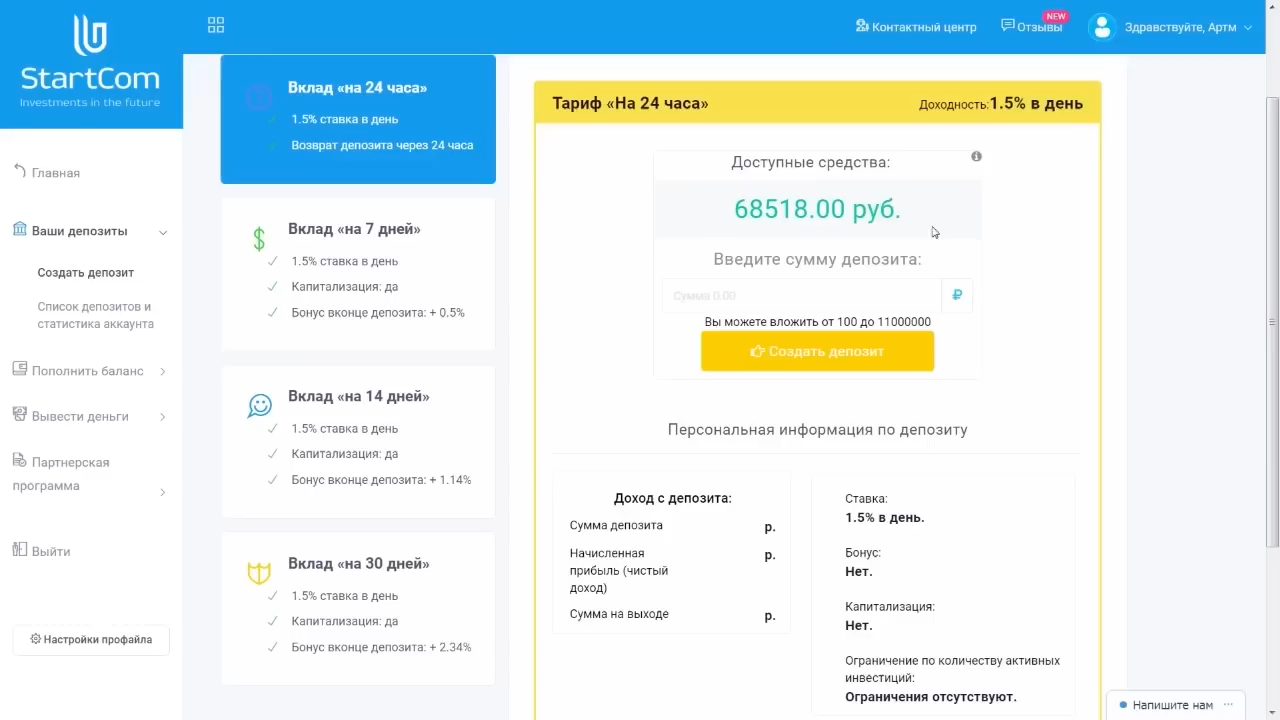 StartCom
Investments in the future
Контактный центр
Отзывы
NEW
Здравствуйте, Артм
Главная
Ваши депозиты
Создать депозит
Список депозитов и
статистика аккаунта
Пополнить баланс
Вывести деньги
Партнерская
программа
Выйти
Настройки профайла
Вклад «на 24 часа»
1.5% ставка в день
Возврат депозита через 24 часа
Вклад «на 7 дней»
1.5% ставка в день
Капитализация: да
Бонус вконце депозита: + 0.5%
Вклад «на 14 дней»
1.5% ставка в день
Капитализация: да
Бонус вконце депозита: + 1.14%
Вклад «на 30 дней»
1.5% ставка в день
Капитализация: да
Бонус вконце депозита: + 2.34%
Тариф «На 24 часа»
Доходность:1.5% в день
Доступные средства:
68518.00 руб.
Введите сумму депозита:
Сумма 0.00
₽
Вы можете вложить от 100 до 11000000
Создать депозит
Персональная информация по депозиту
Доход с депозита:
Сумма депозита р.
Начисленная р.
прибыль (чистый
доход)
Сумма на выходе р.
Ставка:
1.5% в день.
Бонус:
Нет.
Капитализация:
Нет.
Ограничение по количеству активных
инвестиций:
Ограничения отсутствуют.
Напишите нам